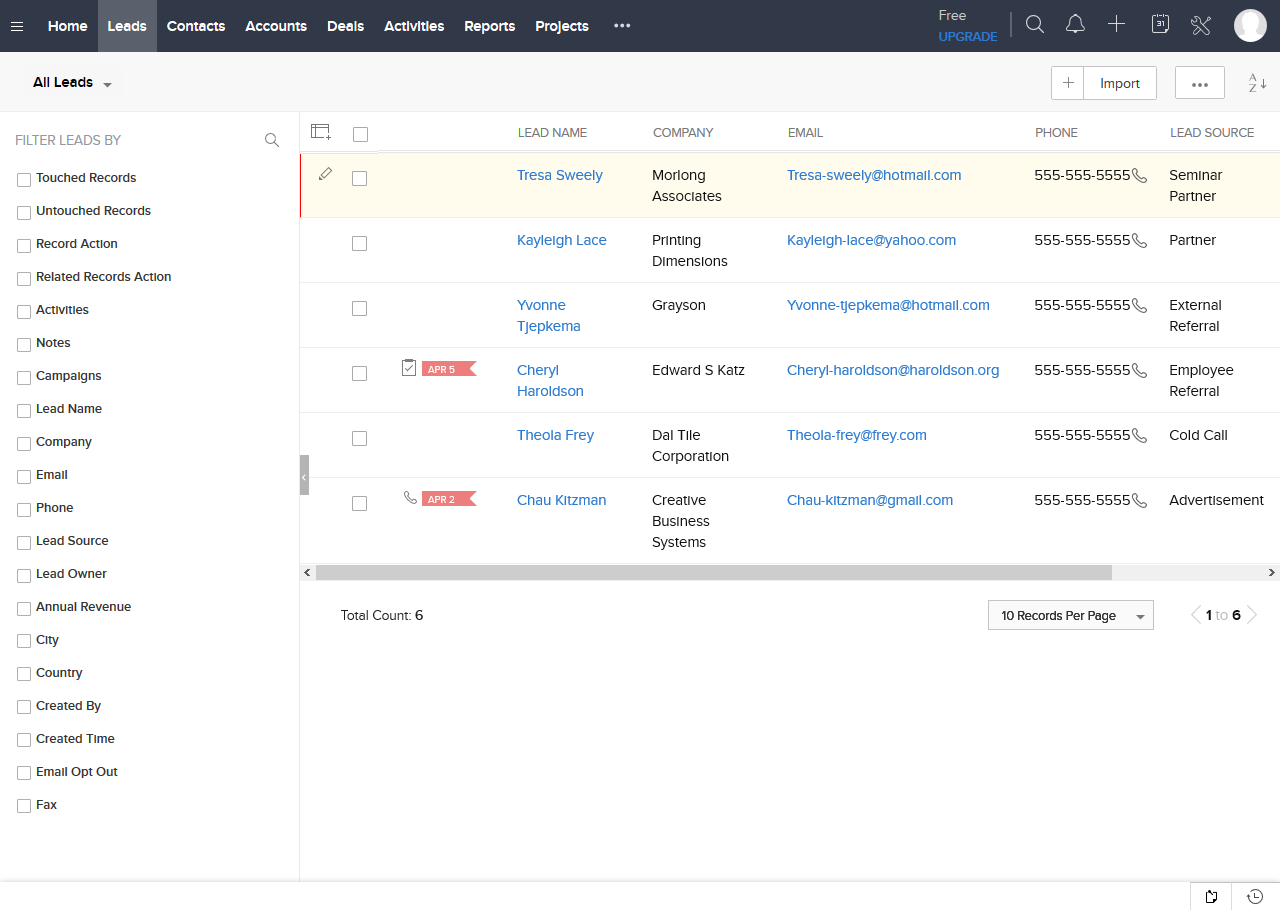 Home Leads Contacts Accounts Deals Activities Reports Projects
Free
UPGRADE
31
All Leads
Import
A
Z
FILTER LEADS BY
Touched Records
Untouched Records
Record Action
Related Records Action
Activities
Notes
Campaigns
Lead Name
Company
Email
Phone
Lead Source
Lead Owner
Annual Revenue
City
Country
Created By
Created Time
Email Opt Out
Fax
LEAD NAME COMPANY EMAIL PHONE LEAD SOURCE
Tresa Sweely Morlong Tresa-sweely@hotmail.com 555-555-5555 Seminar
Associates Partner
Kayleigh Lace Printing Kayleigh-lace@yahoo.com 555-555-5555 Partner
Dimensions
Yvonne Grayson Yvonne-tjepkema@hotmail.com 555-555-5555 External
Tjepkema Referral
APR 5 Cheryl Edward S Katz Cheryl-haroldson@haroldson.org 555-555-5555 Employee
Haroldson Referral
Theola Frey Dal Tile Theola-frey@frey.com 555-555-5555 Cold Call
Corporation
APR 2 Chau Kitzman Creative Chau-kitzman@gmail.com 555-555-5555 Advertisement
Business
Systems
Total Count: 6 10 Records Per Page 1 to 6